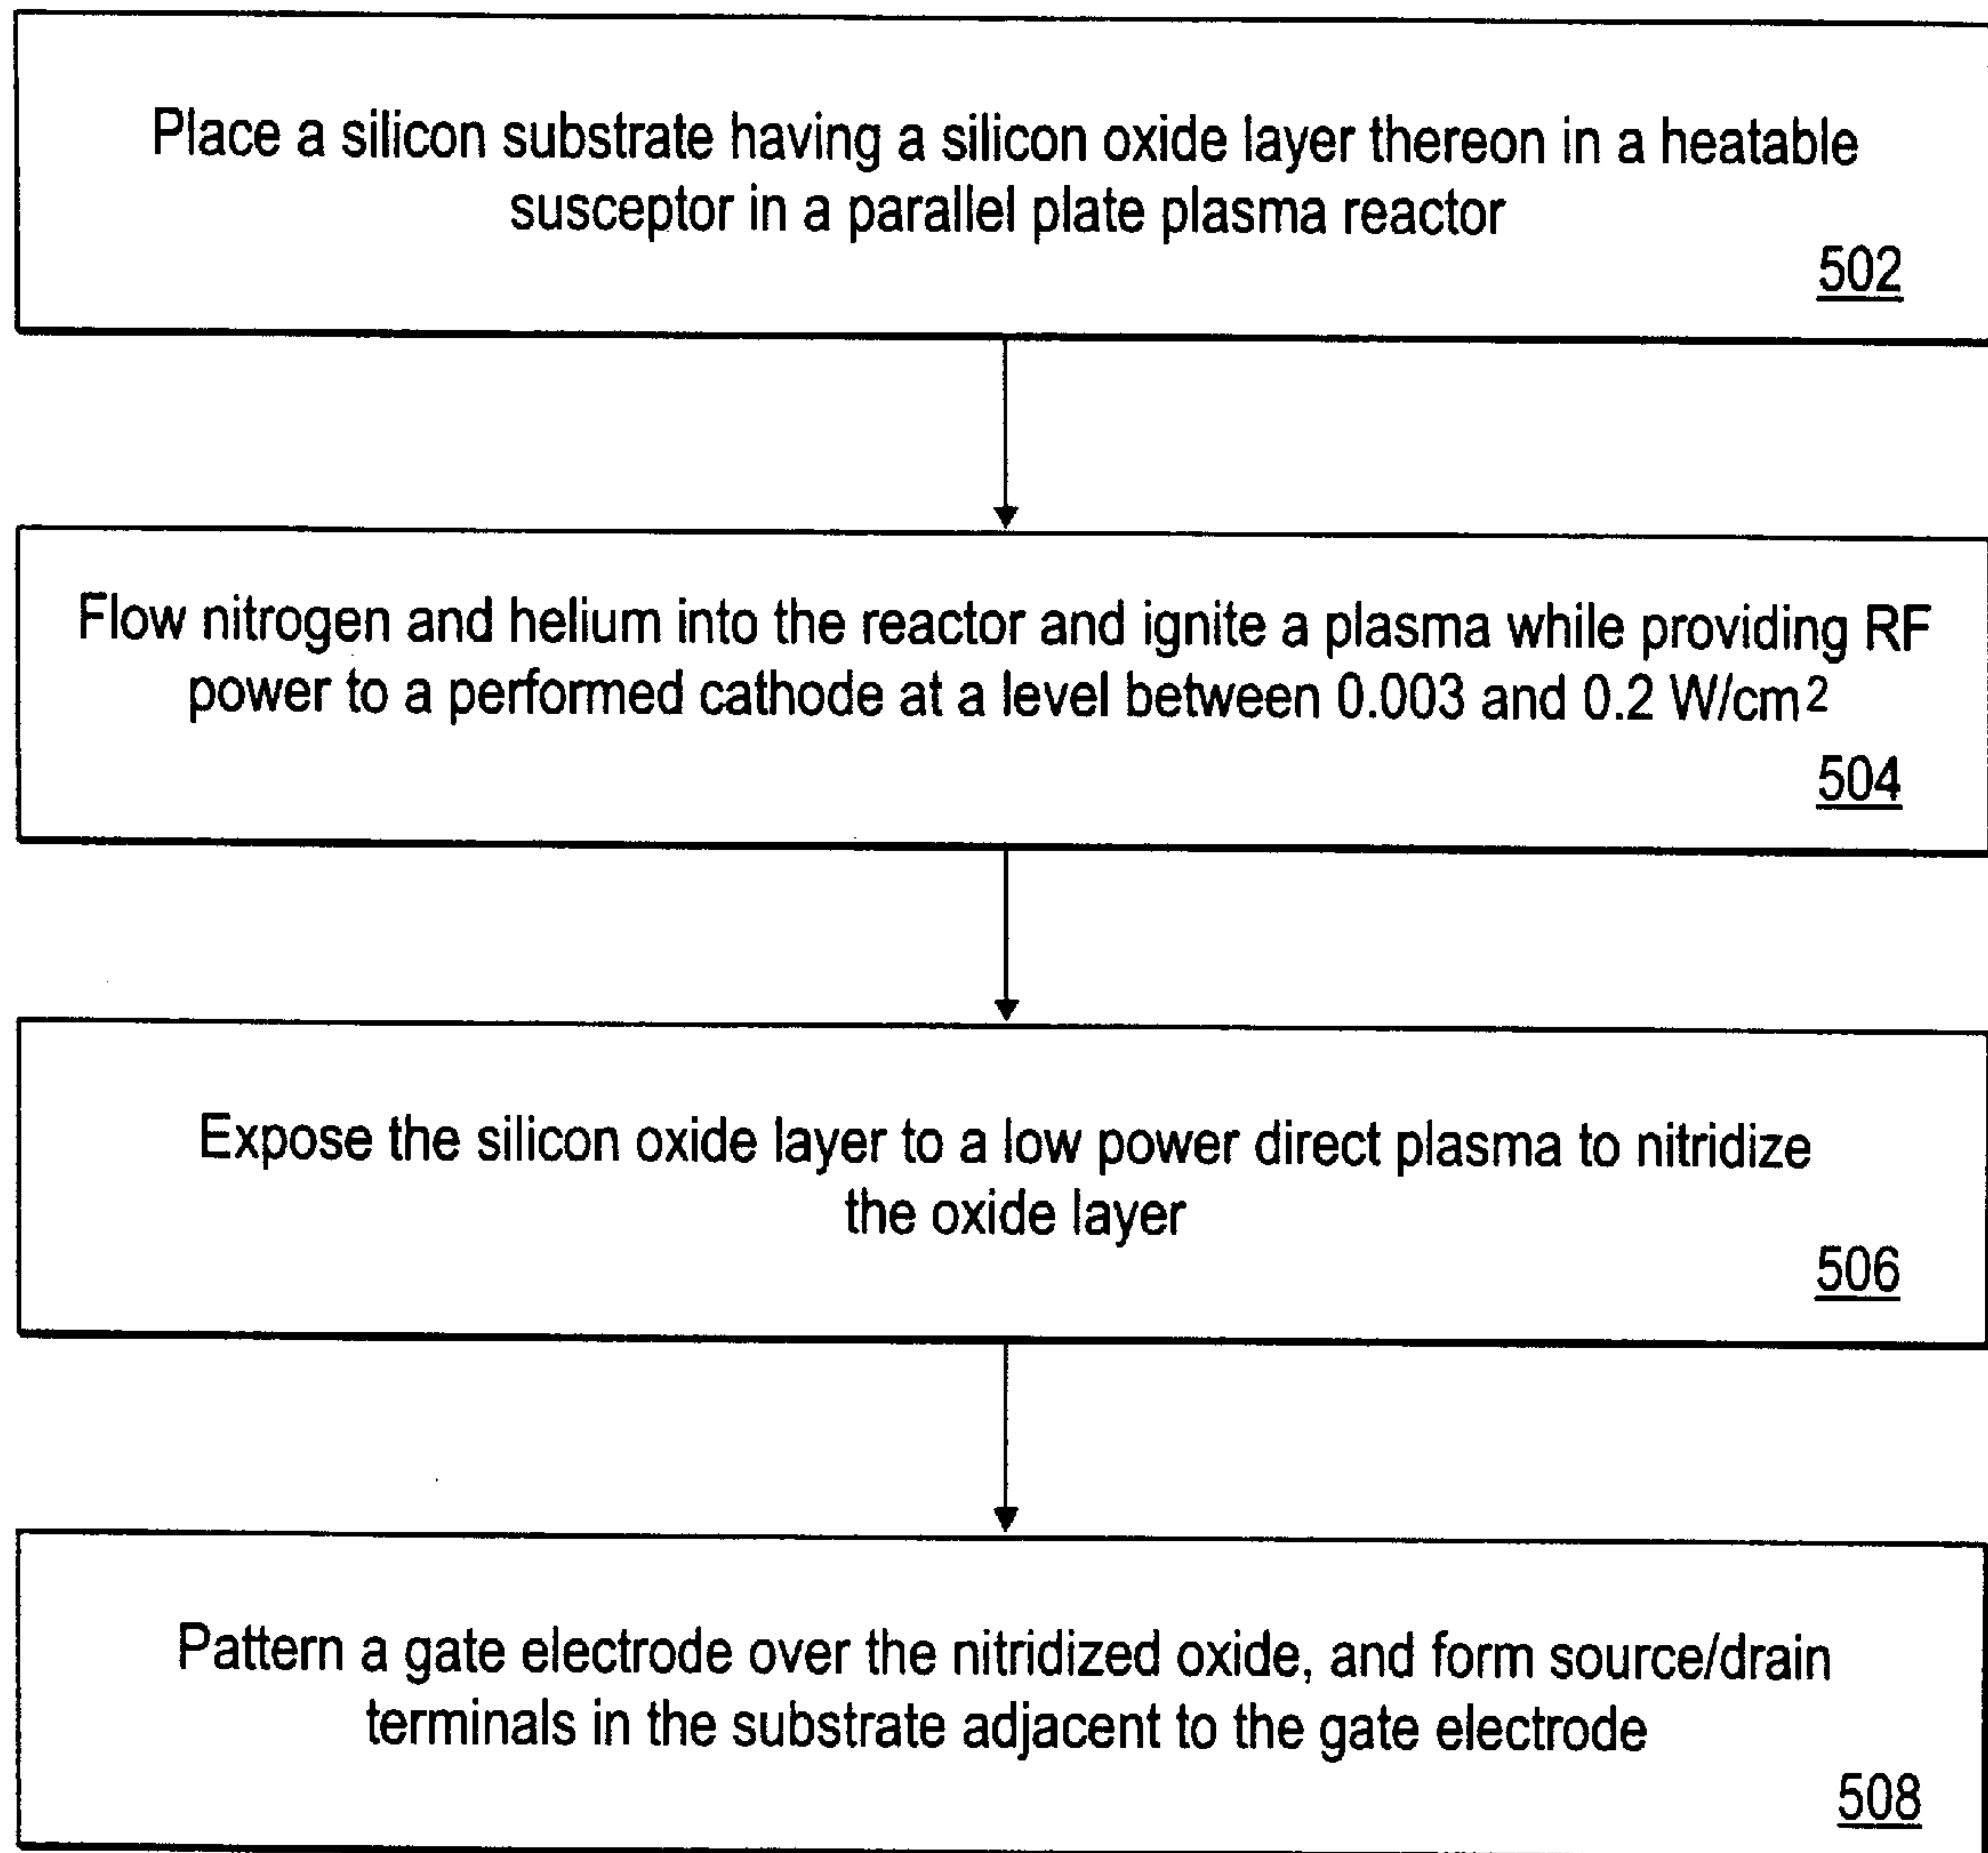 Place a silicon substrate having a silicon oxide layer thereon in a heatable
susceptor in a parallel plate plasma reactor
502
Flow nitrogen and helium into the reactor and ignite a plasma while providing RF
power to a performed cathode at a level between 0.003 and 0.2 W/cm2
504
Expose the silicon oxide layer to a low power direct plasma to nitridize
the oxide layer
506
Pattern a gate electrode over the nitridized oxide, and form source/drain
terminals in the substrate adjacent to the gate electrode
508